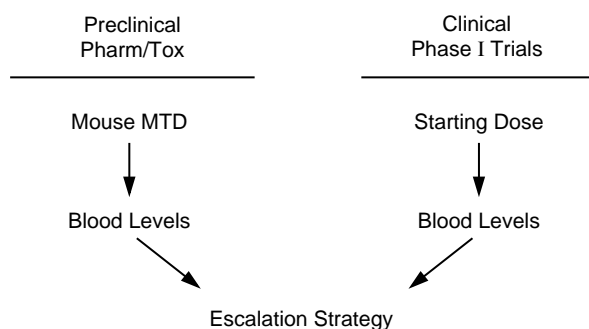 Preclinical
Pharm/Tox
Clinical
Phase I Trials
Mouse MTD
Starting Dose
Blood Levels
Blood Levels
Escalation Strategy